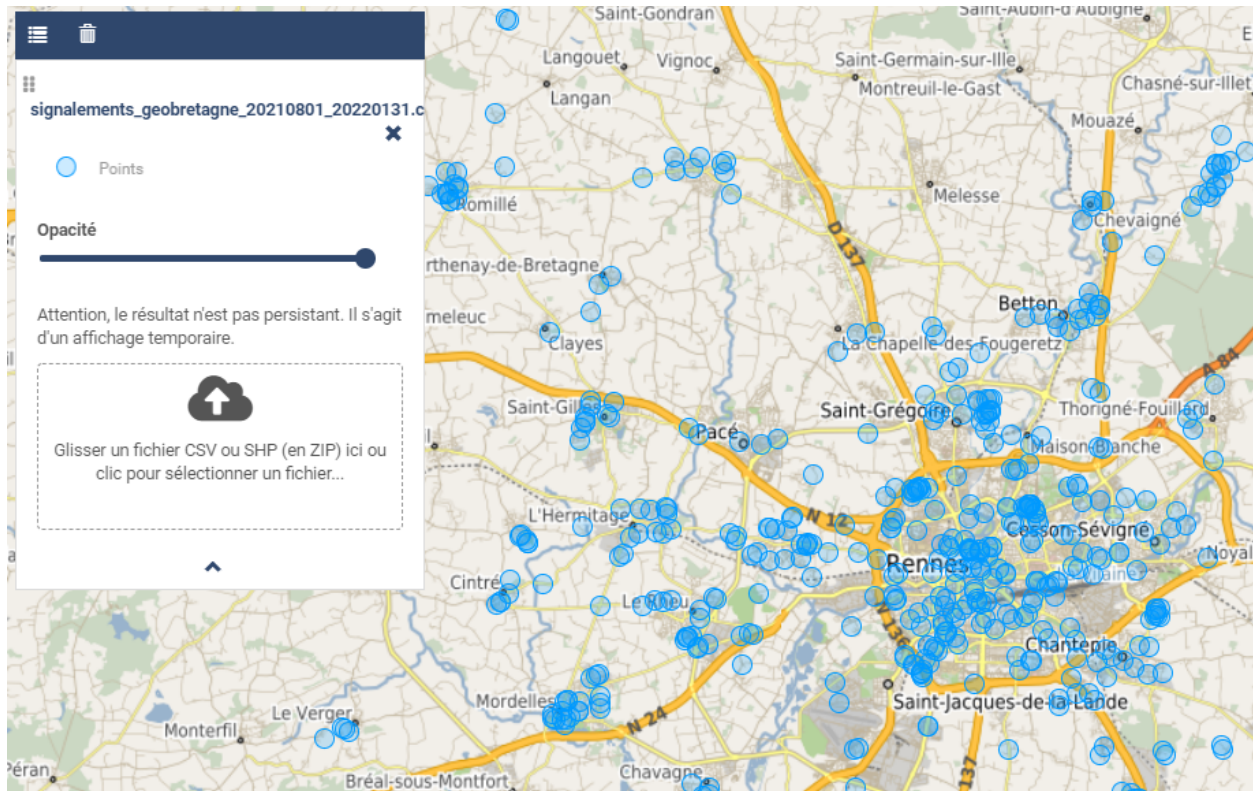 signalements_geobretagne_20210801_20220131.c
Points
Opacité
Attention, le résultat n'est pas persistant. Il s'agit
d'un affichage temporaire.
Glisser un fichier CSV ou SHP (en ZIP) ici ou
clic pour sélectionner un fichier...
Saint-Gondran
Saint-Aubin-d'Aubigné
Langouet
Vignoc
Saint-Germain-sur-Ille
Langan
Montreuil-le-Gast
Chasné-sur-Illet
Mouazé
Romillé
Melesse
Chevaigné
D 137
rthenay-de-Bretagne
Betton
meleuc
Clayes
La Chapelle-des-Fougeretz
A 84
Saint-Gilles
Saint-Grégoire
Thorigné-Fouillard
Pacé
Maison-Blanche
L'Hermitage
N 12
Cesson-Sévigné
Rennes
Noyal
Vilaine
Cintré
Le Rheu
N 136
Chantepie
Mordelles
Saint-Jacques-de-la-Lande
Le Verger
N 24
Monterfil
Péran
Chavagne
137
Bréal-sous-Montfort